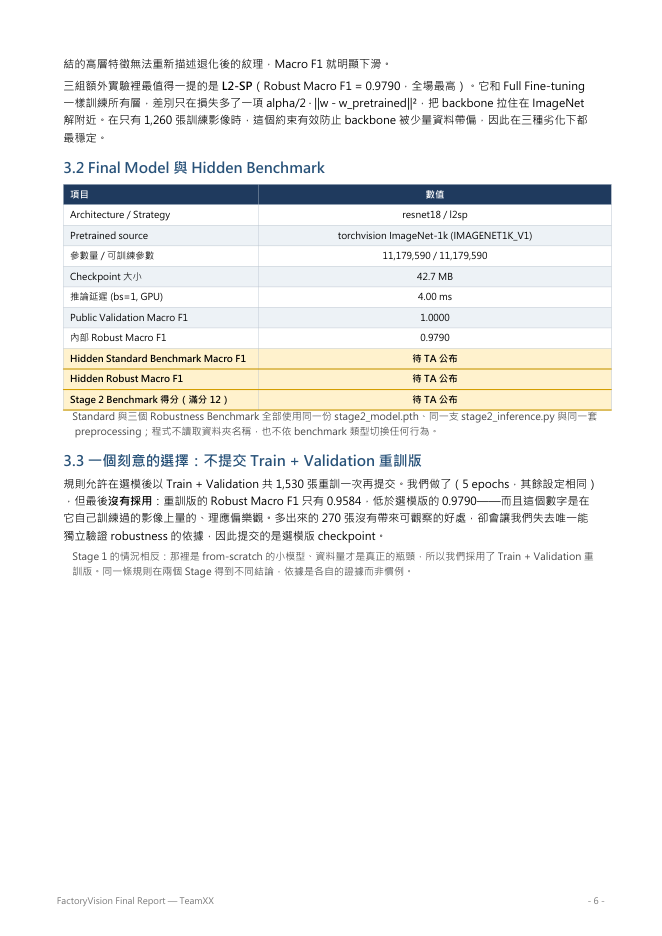 結的高層特徵無法重新描述退化後的紋理，Macro F1 就明顯下滑。
三組額外實驗裡最值得一提的是 L2-SP（Robust Macro F1 = 0.9790，全場最高）。它和 Full Fine-tuning
一樣訓練所有層，差別只在損失多了一項 alpha/2 · ||w - w_pretrained||²，把 backbone 拉住在 ImageNet
解附近。在只有 1,260 張訓練影像時，這個約束有效防止 backbone 被少量資料帶偏，因此在三種劣化下都
最穩定。
3.2 Final Model 與 Hidden Benchmark
項目 數值
Architecture / Strategy resnet18 / l2sp
Pretrained source torchvision ImageNet-1k (IMAGENET1K_V1)
參數量 / 可訓練參數 11,179,590 / 11,179,590
Checkpoint 大小 42.7 MB
推論延遲 (bs=1, GPU) 4.00 ms
Public Validation Macro F1 1.0000
內部 Robust Macro F1 0.9790
Hidden Standard Benchmark Macro F1 待 TA 公布
Hidden Robust Macro F1 待 TA 公布
Stage 2 Benchmark 得分（滿分 12） 待 TA 公布
Standard 與三個 Robustness Benchmark 全部使用同一份 stage2_model.pth、同一支 stage2_inference.py 與同一套
preprocessing；程式不讀取資料夾名稱，也不依 benchmark 類型切換任何行為。
3.3 一個刻意的選擇：不提交 Train + Validation 重訓版
規則允許在選模後以 Train + Validation 共 1,530 張重訓一次再提交。我們做了（5 epochs，其餘設定相同）
，但最後沒有採用：重訓版的 Robust Macro F1 只有 0.9584，低於選模版的 0.9790——而且這個數字是在
它自己訓練過的影像上量的、理應偏樂觀。多出來的 270 張沒有帶來可觀察的好處，卻會讓我們失去唯一能
獨立驗證 robustness 的依據，因此提交的是選模版 checkpoint。
Stage 1 的情況相反：那裡是 from-scratch 的小模型、資料量才是真正的瓶頸，所以我們採用了 Train + Validation 重
訓版。同一條規則在兩個 Stage 得到不同結論，依據是各自的證據而非慣例。
FactoryVision Final Report — TeamXX - 6 -